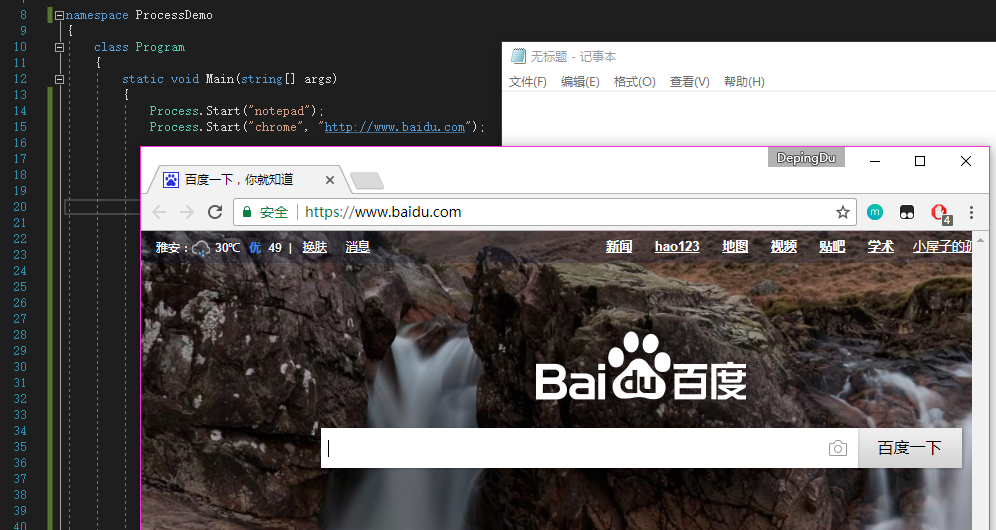 8 namespace ProcessDemo
9 {
10 class Program
11 {
12 static void Main(string[] args)
13 {
14 Process.Start("notepad");
15 Process.Start("chrome", "http://www.baidu.com");
16
17
18
19
20
21
22
23
24
25
26
27
28
29
30
31
32
33
34
35
36
37
38
39
40
无标题 - 记事本
文件(F) 编辑(E) 格式(O) 查看(V) 帮助(H)
DepingDu
百度一下，你就知道
安全 https://www.baidu.com
m 4
雅安： 30℃ 优 49 | 换肤 消息 新闻 hao123 地图 视频 贴吧 学术 小屋子的
Bai du 百度
百度一下